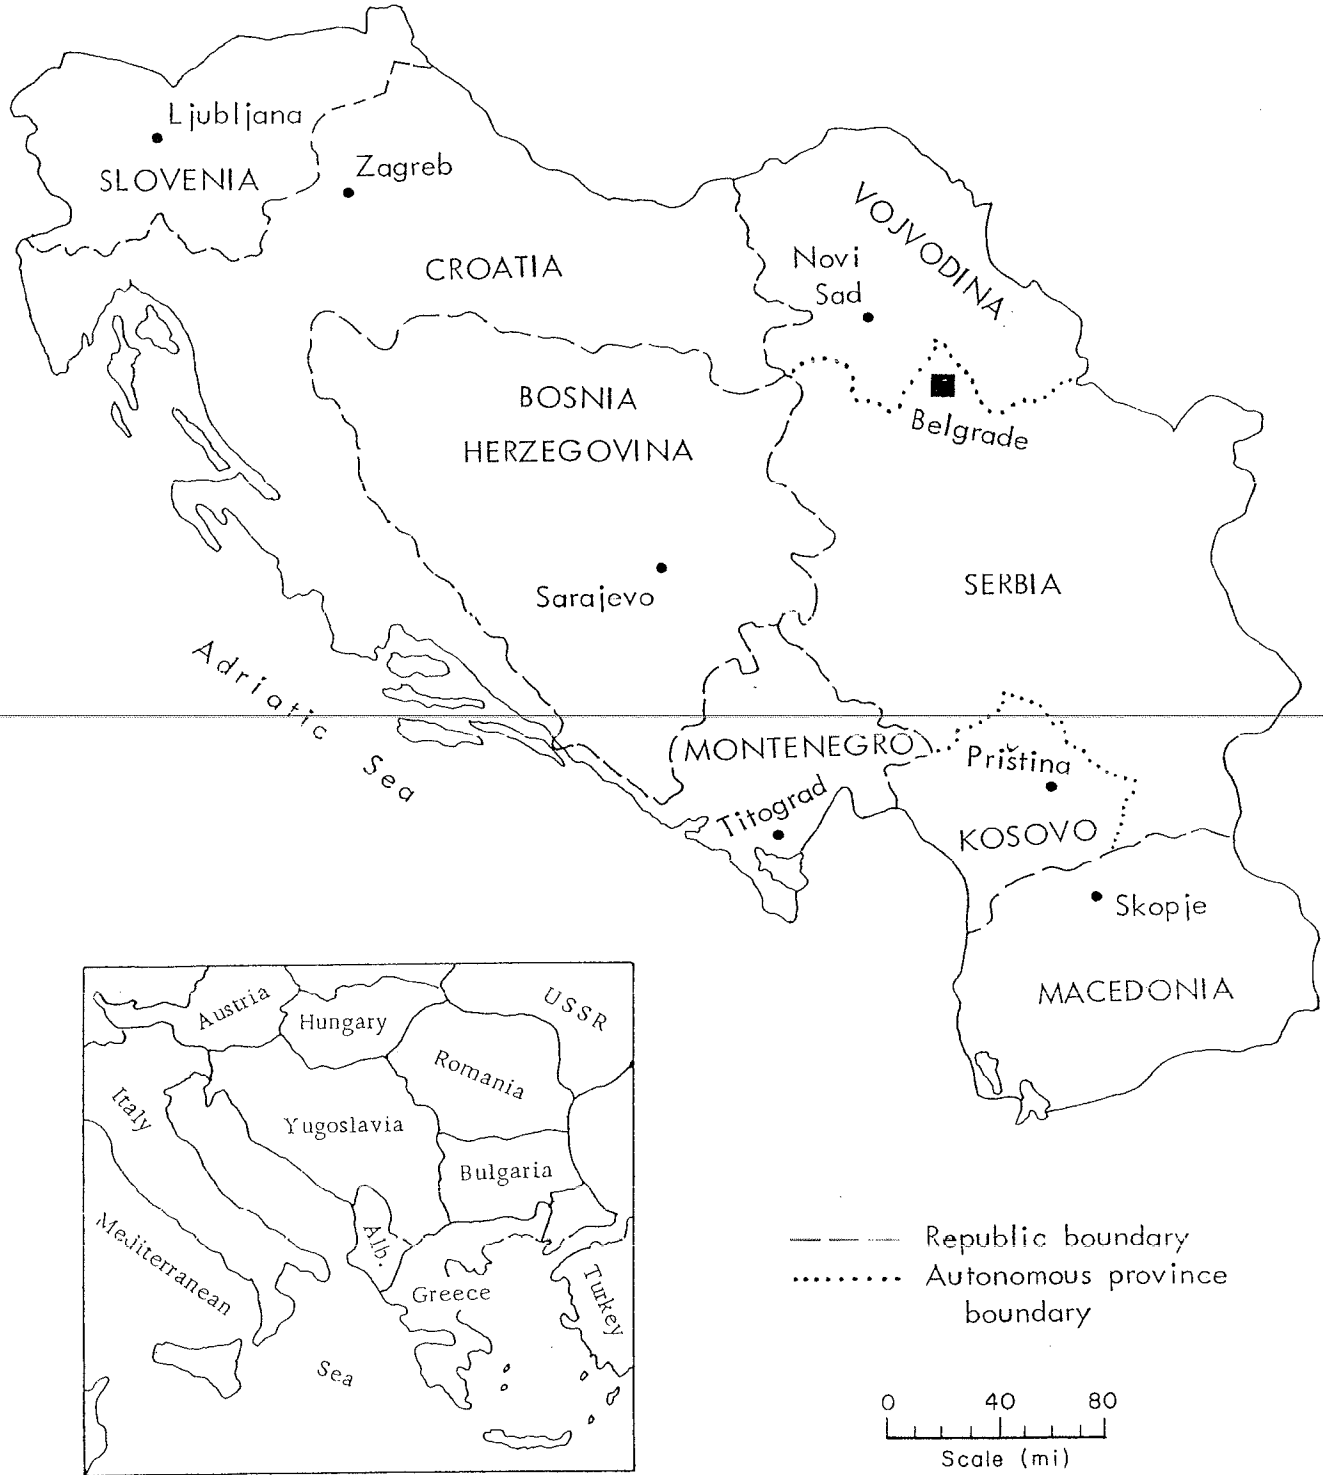 Ljubljana
SLOVENIA
Zagreb
CROATIA
VOJVODINA
Novi
Sad
Belgrade
BOSNIA
HERZEGOVINA
Sarajevo
SERBIA
Adriatic Sea
MONTENEGRO
Titograd
Priština
KOSOVO
Skopje
MACEDONIA
Austria
Hungary
USSR
Romania
Italy
Yugoslavia
Bulgaria
Mediterranean
Alb.
Greece
Turkey
Sea
Republic boundary
Autonomous province
boundary
0 40 80
Scale (mi)